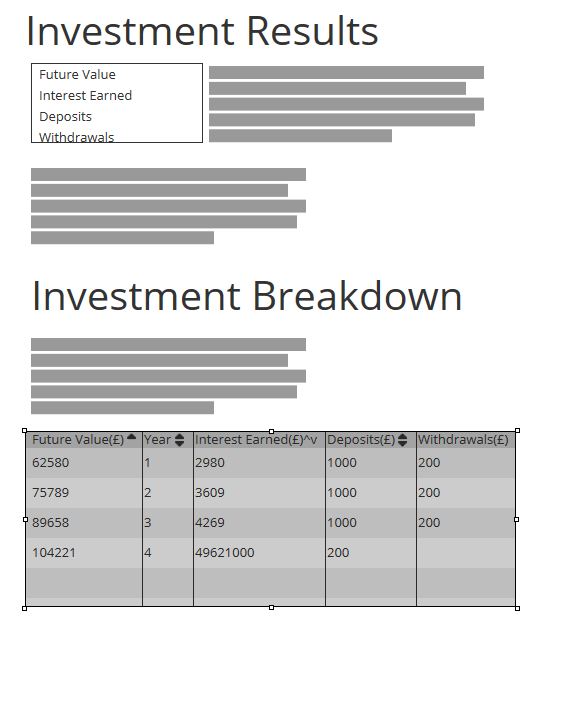 Investment Results
Future Value
Interest Earned
Deposits
Withdrawals
Investment Breakdown
Future Value(£) Year Interest Earned(£)^v Deposits(£) Withdrawals(£)
62580 1 2980 1000 200
75789 2 3609 1000 200
89658 3 4269 1000 200
104221 4 49621000 200